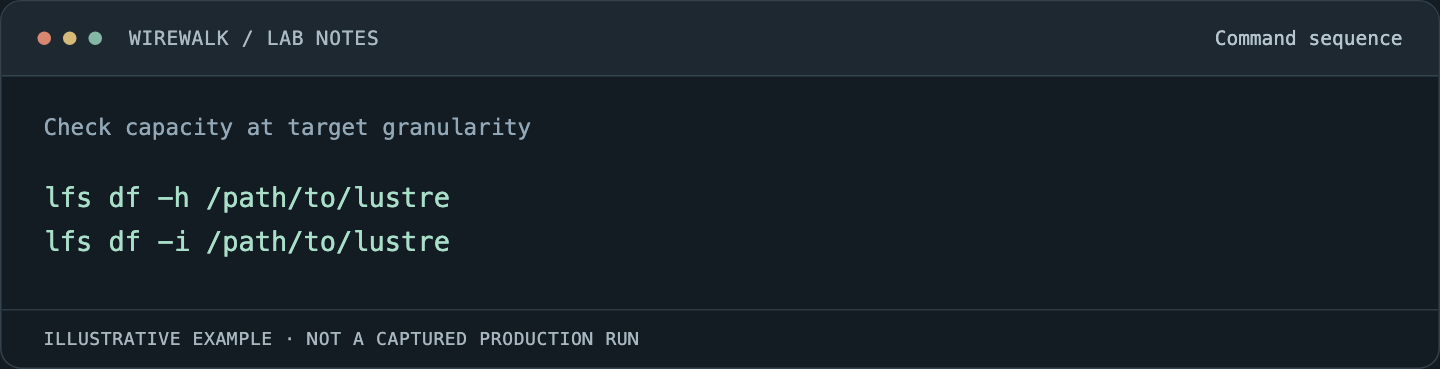 WIREWALK / LAB NOTES
Command sequence
Check capacity at target granularity
lfs df -h /path/to/lustre
lfs df -i /path/to/lustre
ILLUSTRATIVE EXAMPLE · NOT A CAPTURED PRODUCTION RUN